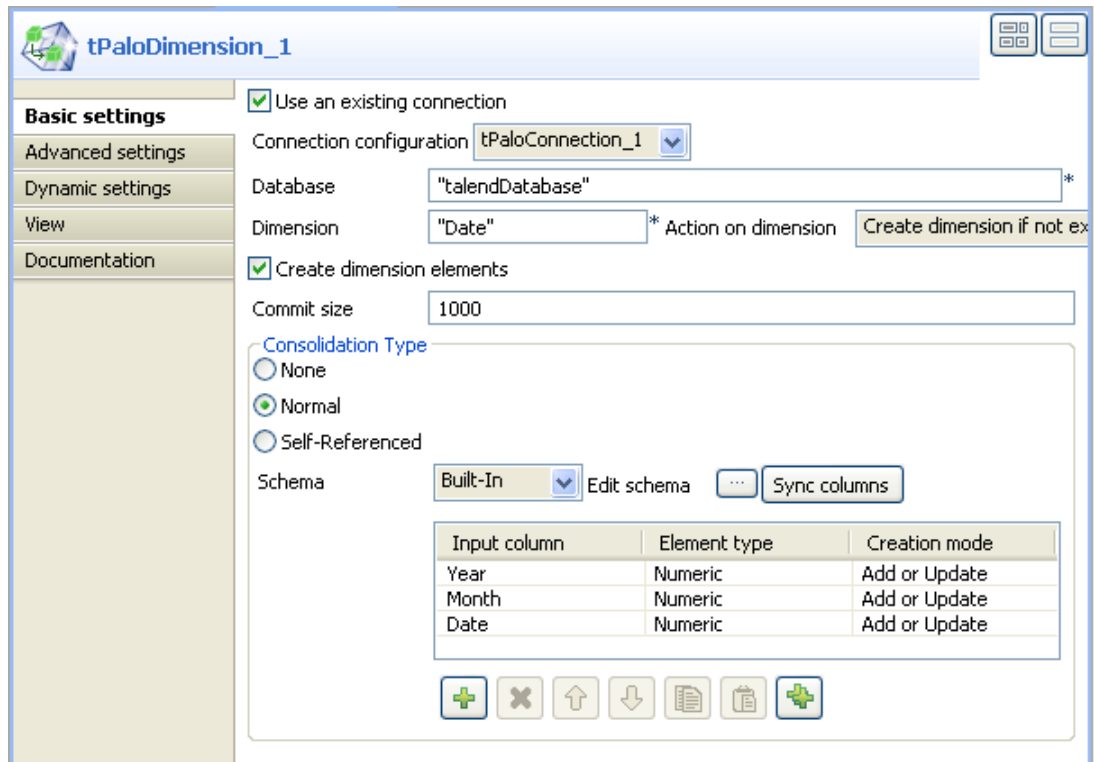 tPaloDimension_1
Basic settings
Advanced settings
Dynamic settings
View
Documentation
Use an existing connection
Connection configuration tPaloConnection_1
Database "talendDatabase" *
Dimension "Date" * Action on dimension Create dimension if not ex
Create dimension elements
Commit size 1000
Consolidation Type
None
Normal
Self-Referenced
Schema Built-In Edit schema ... Sync columns
Input column Element type Creation mode
Year Numeric Add or Update
Month Numeric Add or Update
Date Numeric Add or Update